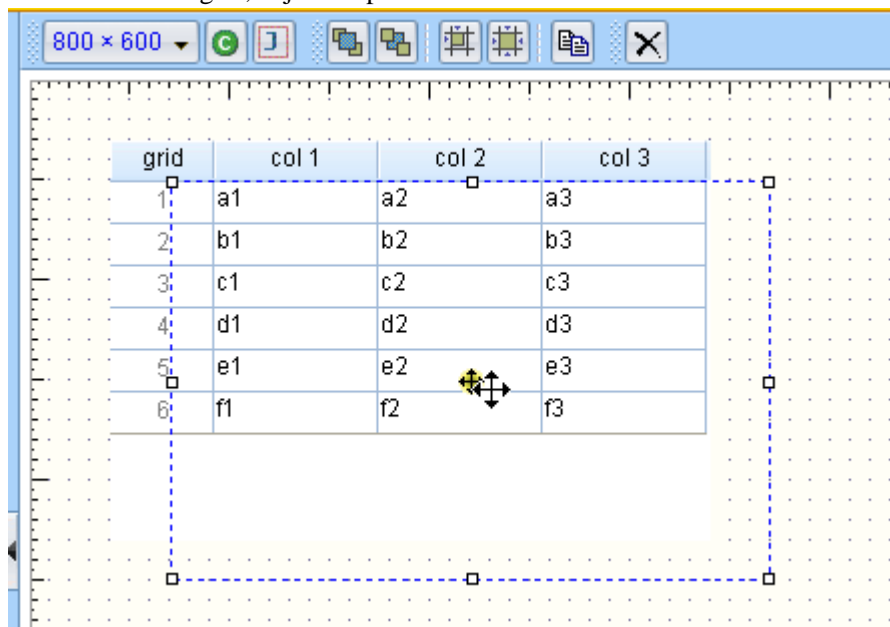 800 × 600 C J
grid col 1 col 2 col 3
1 a1 a2 a3
2 b1 b2 b3
3 c1 c2 c3
4 d1 d2 d3
5 e1 e2 e3
6 f1 f2 f3